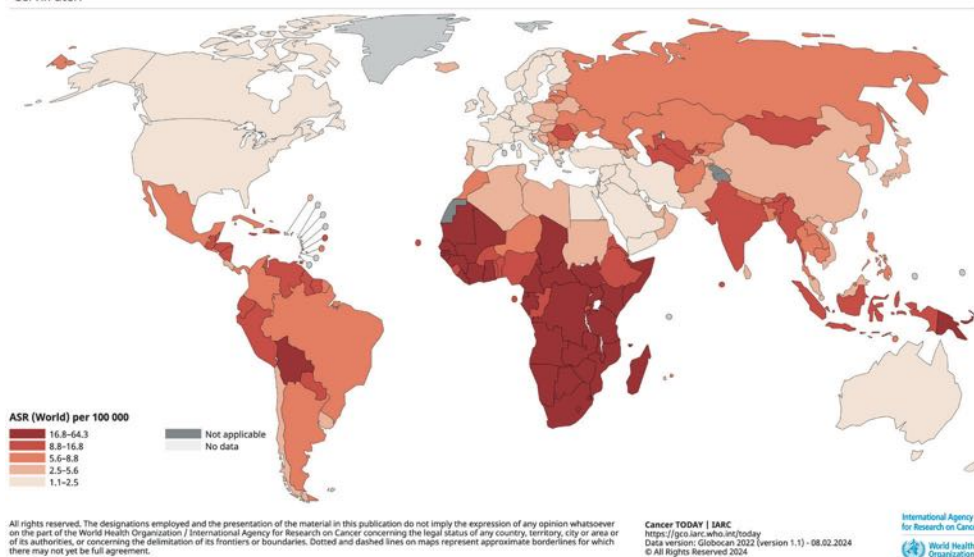 ASR (World) per 100 000
16.8–64.3
8.8–16.8
5.6–8.8
2.5–5.6
1.1–2.5
Not applicable
No data
All rights reserved. The designations employed and the presentation of the material in this publication do not imply the expression of any opinion whatsoever
on the part of the World Health Organization / International Agency for Research on Cancer concerning the legal status of any country, territory, city or area or
of its authorities, or concerning the delimitation of its frontiers or boundaries. Dotted and dashed lines on maps represent approximate borderlines for which
there may not yet be full agreement.
Cancer TODAY | IARC
https://gco.iarc.who.int/today
Data version: Globocan 2022 (version 1.1) - 08.02.2024
© All Rights Reserved 2024
International Agency
for Research on Canc
World Health
Organization